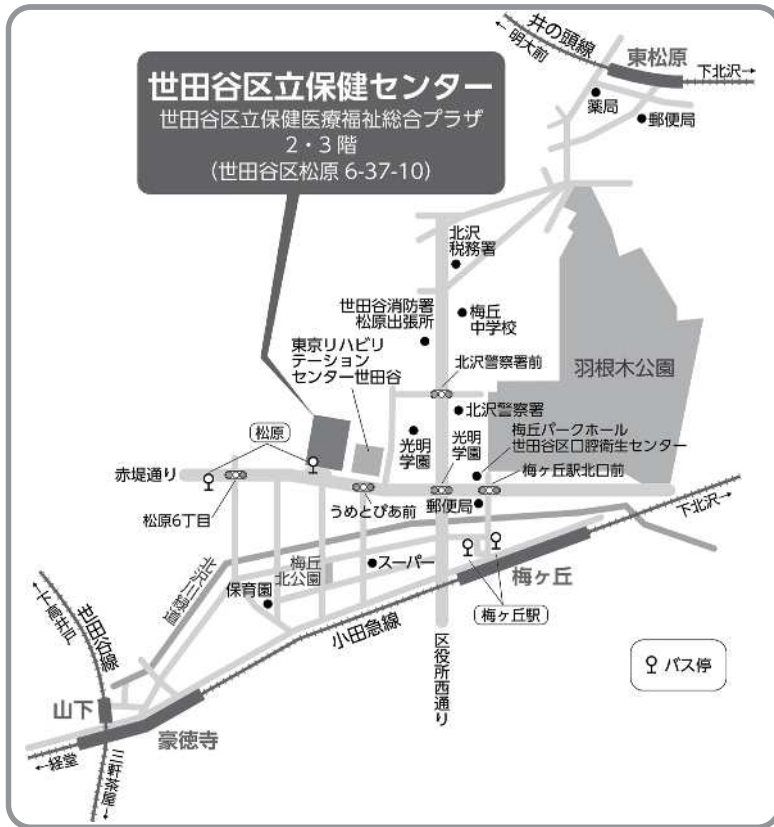 井の頭線
←明大前
東松原
下北沢→
薬局
郵便局
世田谷区立保健センター
世田谷区立保健医療福祉総合プラザ
2・3階
(世田谷区松原 6-37-10)
北沢
税務署
世田谷消防署
松原出張所
梅丘
中学校
東京リハビリ
テーション
センター世田谷
北沢警察署前
羽根木公園
北沢警察署
光明
学園
光明
学園
梅丘パークホール
世田谷区口腔衛生センター
松原
赤堤通り
梅ヶ丘駅北口前
松原6丁目
うめとぴあ前
郵便局
下北沢→
北沢川緑道
梅丘
北公園
スーパー
梅ヶ丘
保育園
梅ヶ丘駅
小田急線
区役所西通り
←下高井戸
世田谷線
バス停
山下
豪徳寺
←経堂
三軒茶屋→